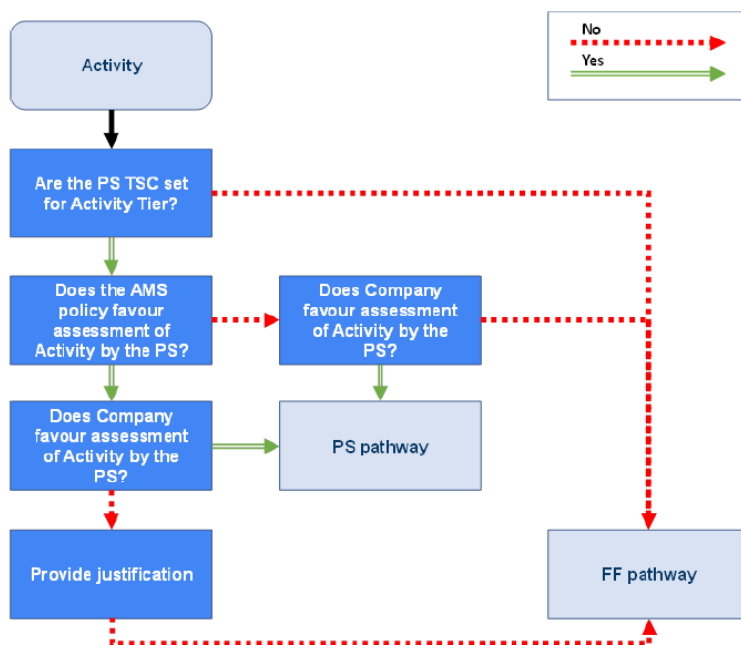 Activity
No
Yes
Are the PS TSC set
for Activity Tier?
Does the AMS
policy favour
assessment of
Activity by the PS?
Does Company
favour assessment
of Activity by the
PS?
Does Company
favour assessment
of Activity by the
PS?
PS pathway
Provide justification
FF pathway